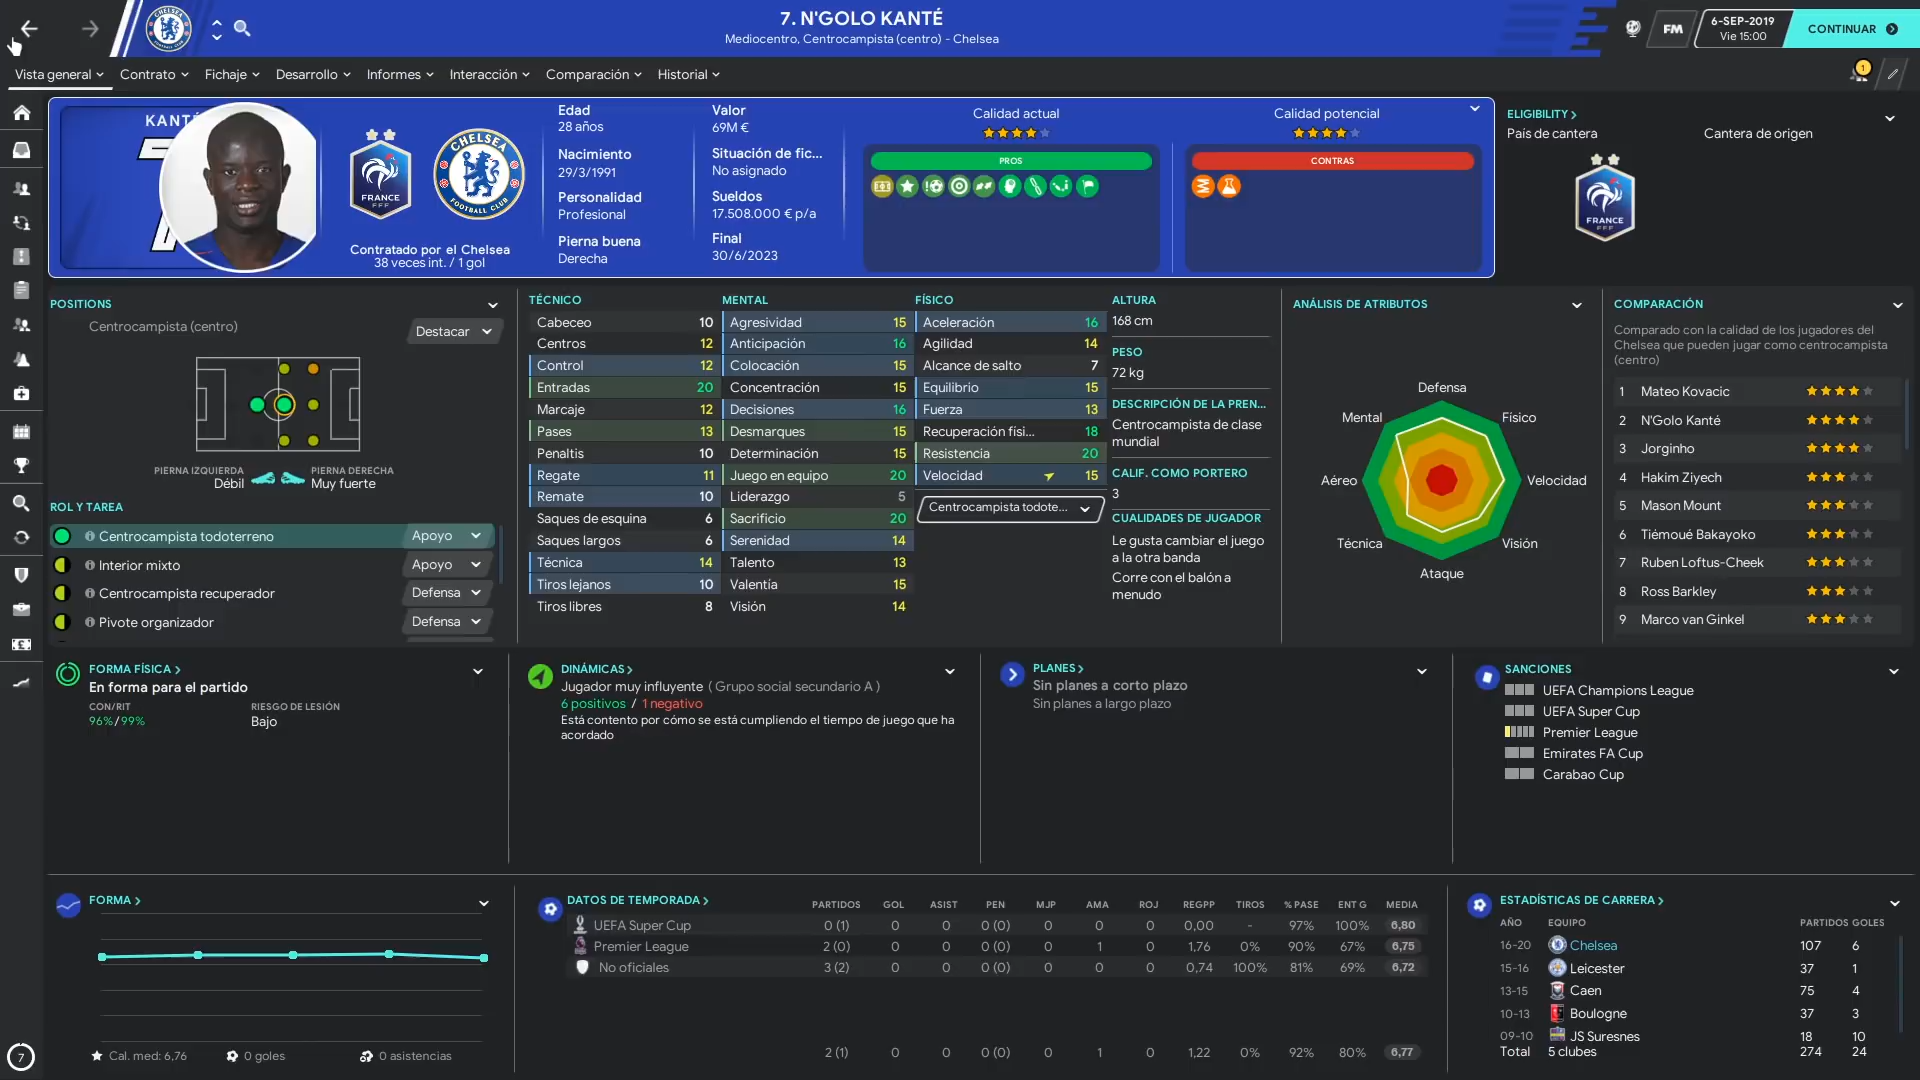 7. N'GOLO KANTÉ
Mediocentro, Centrocampista (centro) - Chelsea
FM
6-SEP-2019
Vie 15:00
CONTINUAR
Vista general
Contrato
Fichaje
Desarrollo
Informes
Interacción
Comparación
Historial
1
KANTÉ
FRANCE
FFF
CHELSEA
FOOTBALL CLUB
Contratado por el Chelsea
38 veces int. / 1 gol
Edad
28 años
Nacimiento
29/3/1991
Personalidad
Profesional
Pierna buena
Derecha
Valor
69M €
Situación de fic...
No asignado
Sueldos
17.508.000 € p/a
Final
30/6/2023
Calidad actual
PROS
Calidad potencial
CONTRAS
ELIGIBILITY
País de cantera
Cantera de origen
FRANCE
FFF
POSITIONS
Centrocampista (centro)
Destacar
PIERNA IZQUIERDA
Débil
PIERNA DERECHA
Muy fuerte
ROL Y TAREA
Centrocampista todoterreno Apoyo
Interior mixto Apoyo
Centrocampista recuperador Defensa
Pivote organizador Defensa
TÉCNICO
Cabeceo 10
Centros 12
Control 12
Entradas 20
Marcaje 12
Pases 13
Penaltis 10
Regate 11
Remate 10
Saques de esquina 6
Saques largos 6
Técnica 14
Tiros lejanos 10
Tiros libres 8
MENTAL
Agresividad 15
Anticipación 16
Colocación 15
Concentración 15
Decisiones 16
Desmarques 15
Determinación 15
Juego en equipo 20
Liderazgo 5
Sacrificio 20
Serenidad 14
Talento 13
Valentía 15
Visión 14
FÍSICO
Aceleración 16
Agilidad 14
Alcance de salto 7
Equilibrio 15
Fuerza 13
Recuperación físi... 18
Resistencia 20
Velocidad 15
Centrocampista todote...
ALTURA
168 cm
PESO
72 kg
DESCRIPCIÓN DE LA PREN...
Centrocampista de clase
mundial
CALIF. COMO PORTERO
3
CUALIDADES DE JUGADOR
Le gusta cambiar el juego
a la otra banda
Corre con el balón a
menudo
ANÁLISIS DE ATRIBUTOS
Defensa
Físico
Velocidad
Visión
Ataque
Técnica
Aéreo
Mental
COMPARACIÓN
Comparado con la calidad de los jugadores del
Chelsea que pueden jugar como centrocampista
(centro)
1 Mateo Kovacic
2 N'Golo Kanté
3 Jorginho
4 Hakim Ziyech
5 Mason Mount
6 Tiémoué Bakayoko
7 Ruben Loftus-Cheek
8 Ross Barkley
9 Marco van Ginkel
FORMA FÍSICA
En forma para el partido
CON/RIT
96%/99%
RIESGO DE LESIÓN
Bajo
DINÁMICAS
Jugador muy influyente ( Grupo social secundario A )
6 positivos / 1 negativo
Está contento por cómo se está cumpliendo el tiempo de juego que ha
acordado
PLANES
Sin planes a corto plazo
Sin planes a largo plazo
SANCIONES
UEFA Champions League
UEFA Super Cup
Premier League
Emirates FA Cup
Carabao Cup
FORMA
Cal. med: 6,76
0 goles
0 asistencias
DATOS DE TEMPORADA PARTIDOS GOL ASIST PEN MJP AMA ROJ REGPP TIROS % PASE ENT G MEDIA
UEFA Super Cup 0 (1) 0 0 0 (0) 0 0 0 0,00 - 97% 100% 6,80
Premier League 2 (0) 0 0 0 (0) 0 1 0 1,76 0% 90% 67% 6,75
No oficiales 3 (2) 0 0 0 (0) 0 0 0 0,74 100% 81% 69% 6,72
2 (1) 0 0 0 (0) 0 1 0 1,22 0% 92% 80% 6,77
ESTADÍSTICAS DE CARRERA
AÑO EQUIPO PARTIDOS GOLES
16-20 Chelsea 107 6
15-16 Leicester 37 1
13-15 Caen 75 4
10-13 Boulogne 37 3
09-10 JS Suresnes 18 10
Total 5 clubes 274 24
7